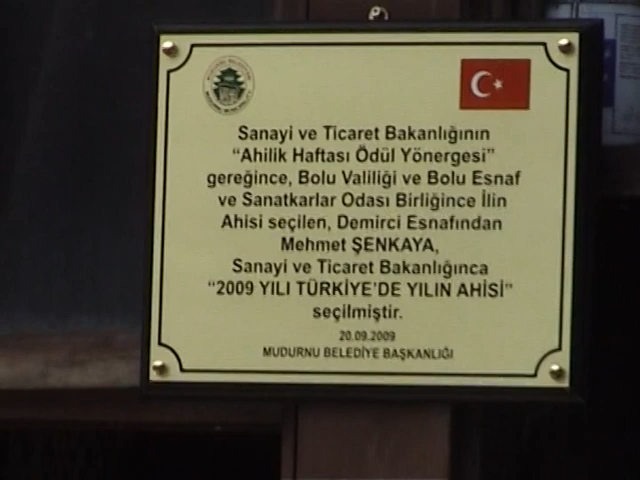 Sanayi ve Ticaret Bakanlığının
“Ahilik Haftası Ödül Yönergesi”
gereğince, Bolu Valiliği ve Bolu Esnaf
ve Sanatkarlar Odası Birliğince İlin
Ahisi seçilen, Demirci Esnafından
Mehmet ŞENKAYA,
Sanayi ve Ticaret Bakanlığınca
“2009 YILI TÜRKİYE’DE YILIN AHİSİ”
seçilmiştir.
20.09.2009
MUDURNU BELEDİYE BAŞKANLIĞI